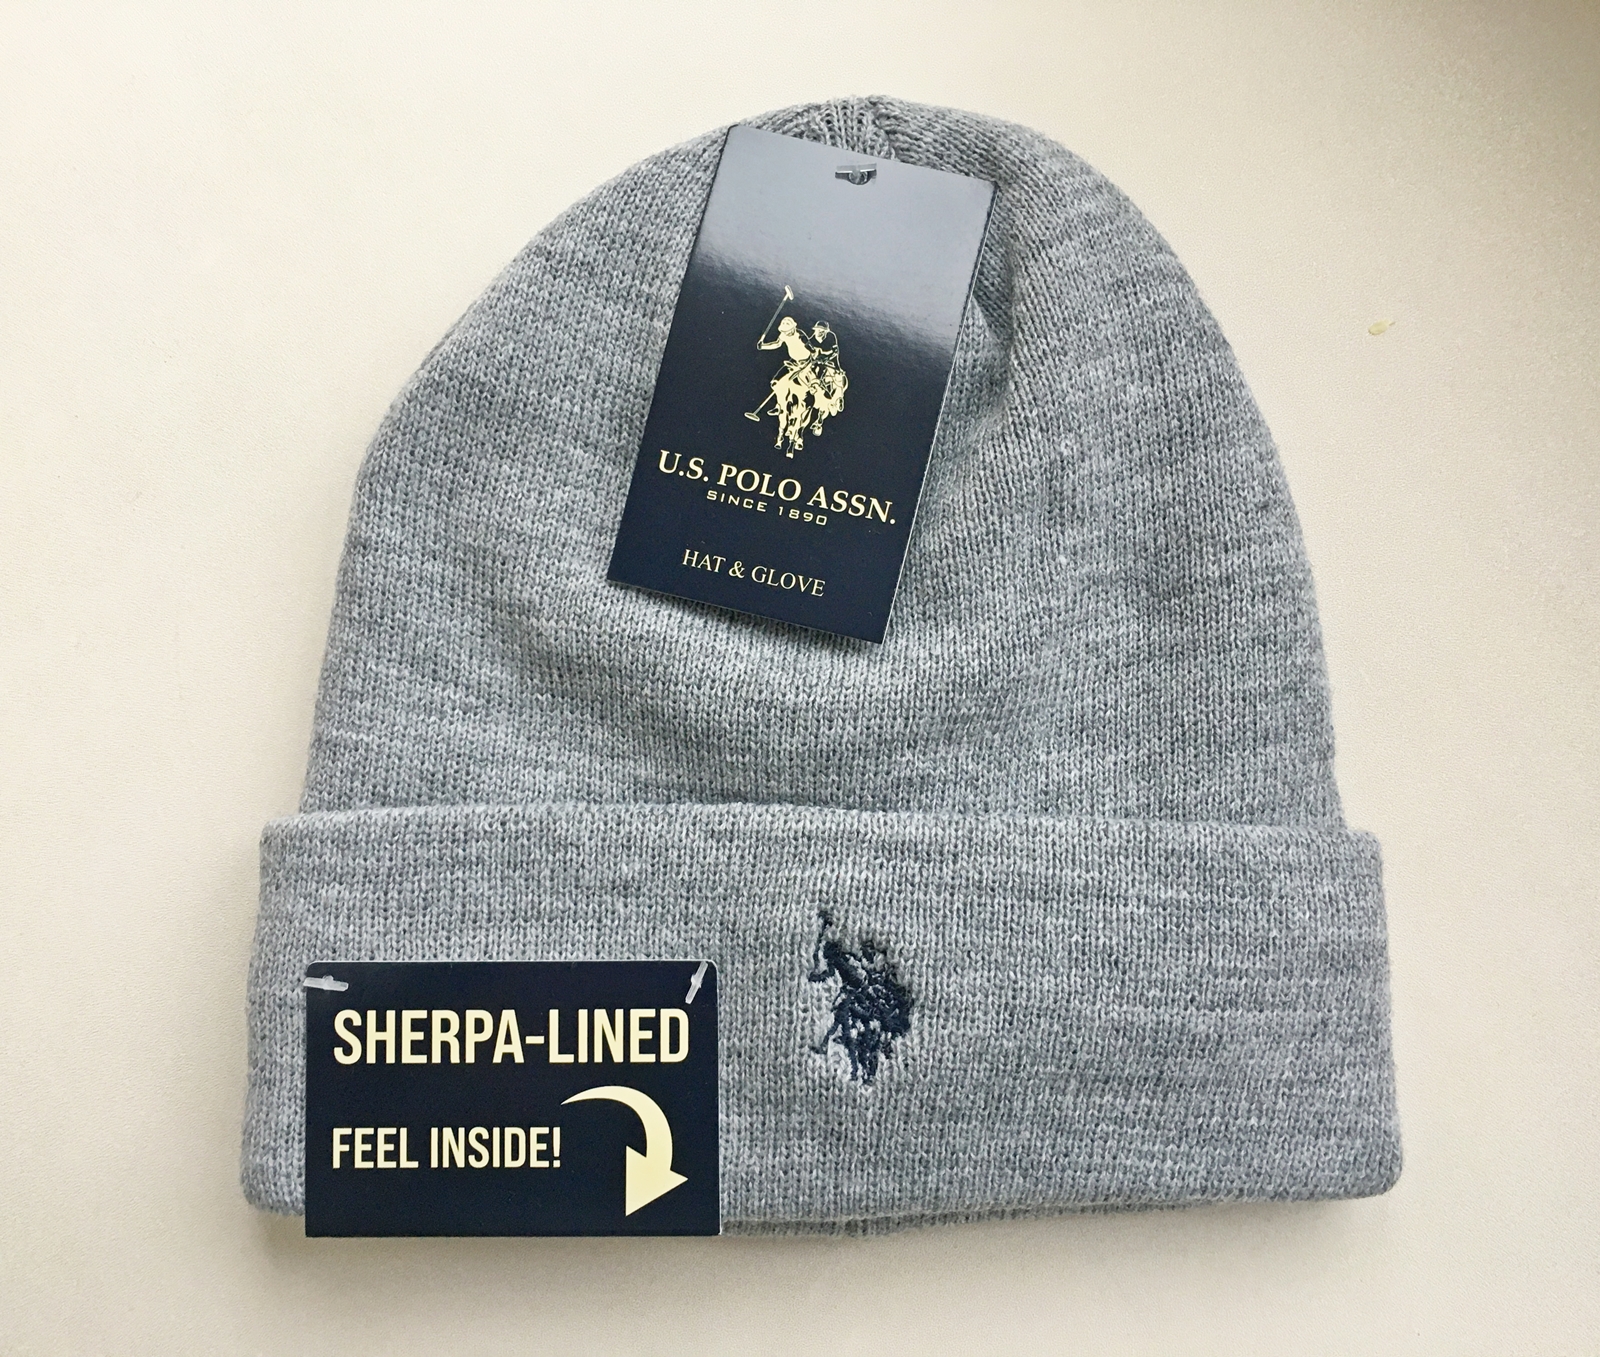 U.S. POLO ASSN.
SINCE 1890
HAT & GLOVE
SHERPA-LINED
FEEL INSIDE!